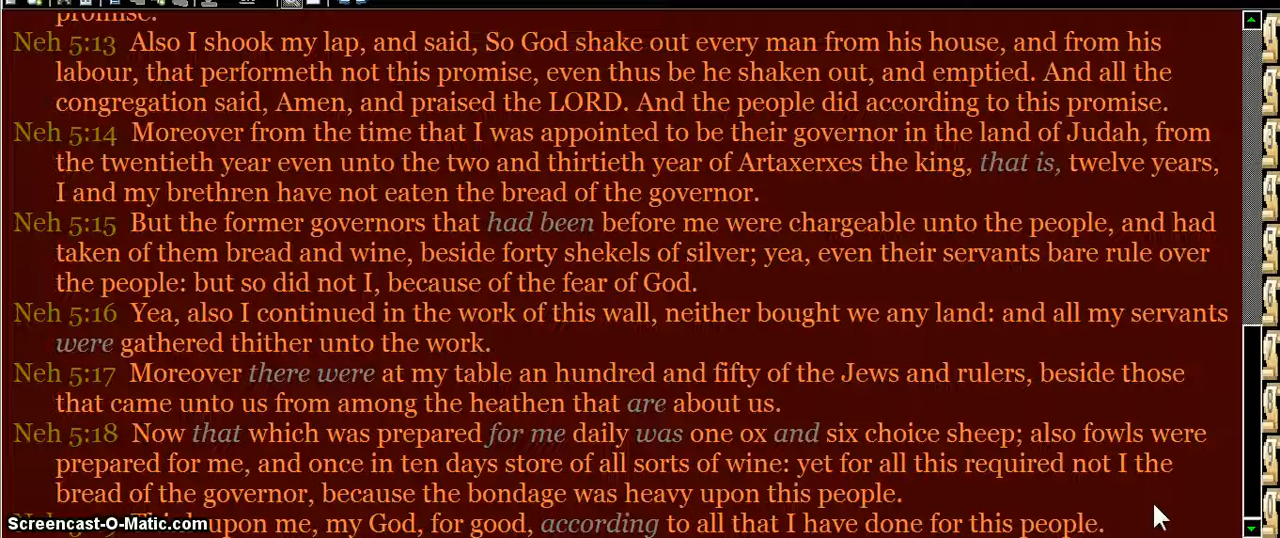 promise.
Neh 5:13 Also I shook my lap, and said, So God shake out every man from his house, and from his
labour, that performeth not this promise, even thus be he shaken out, and emptied. And all the
congregation said, Amen, and praised the LORD. And the people did according to this promise.
Neh 5:14 Moreover from the time that I was appointed to be their governor in the land of Judah, from
the twentieth year even unto the two and thirtieth year of Artaxerxes the king, that is, twelve years,
I and my brethren have not eaten the bread of the governor.
Neh 5:15 But the former governors that had been before me were chargeable unto the people, and had
taken of them bread and wine, beside forty shekels of silver; yea, even their servants bare rule over
the people: but so did not I, because of the fear of God.
Neh 5:16 Yea, also I continued in the work of this wall, neither bought we any land: and all my servants
were gathered thither unto the work.
Neh 5:17 Moreover there were at my table an hundred and fifty of the Jews and rulers, beside those
that came unto us from among the heathen that are about us.
Neh 5:18 Now that which was prepared for me daily was one ox and six choice sheep; also fowls were
prepared for me, and once in ten days store of all sorts of wine: yet for all this required not I the
bread of the governor, because the bondage was heavy upon this people.
upon me, my God, for good, according to all that I have done for this people.
Screencast-O-Matic.com